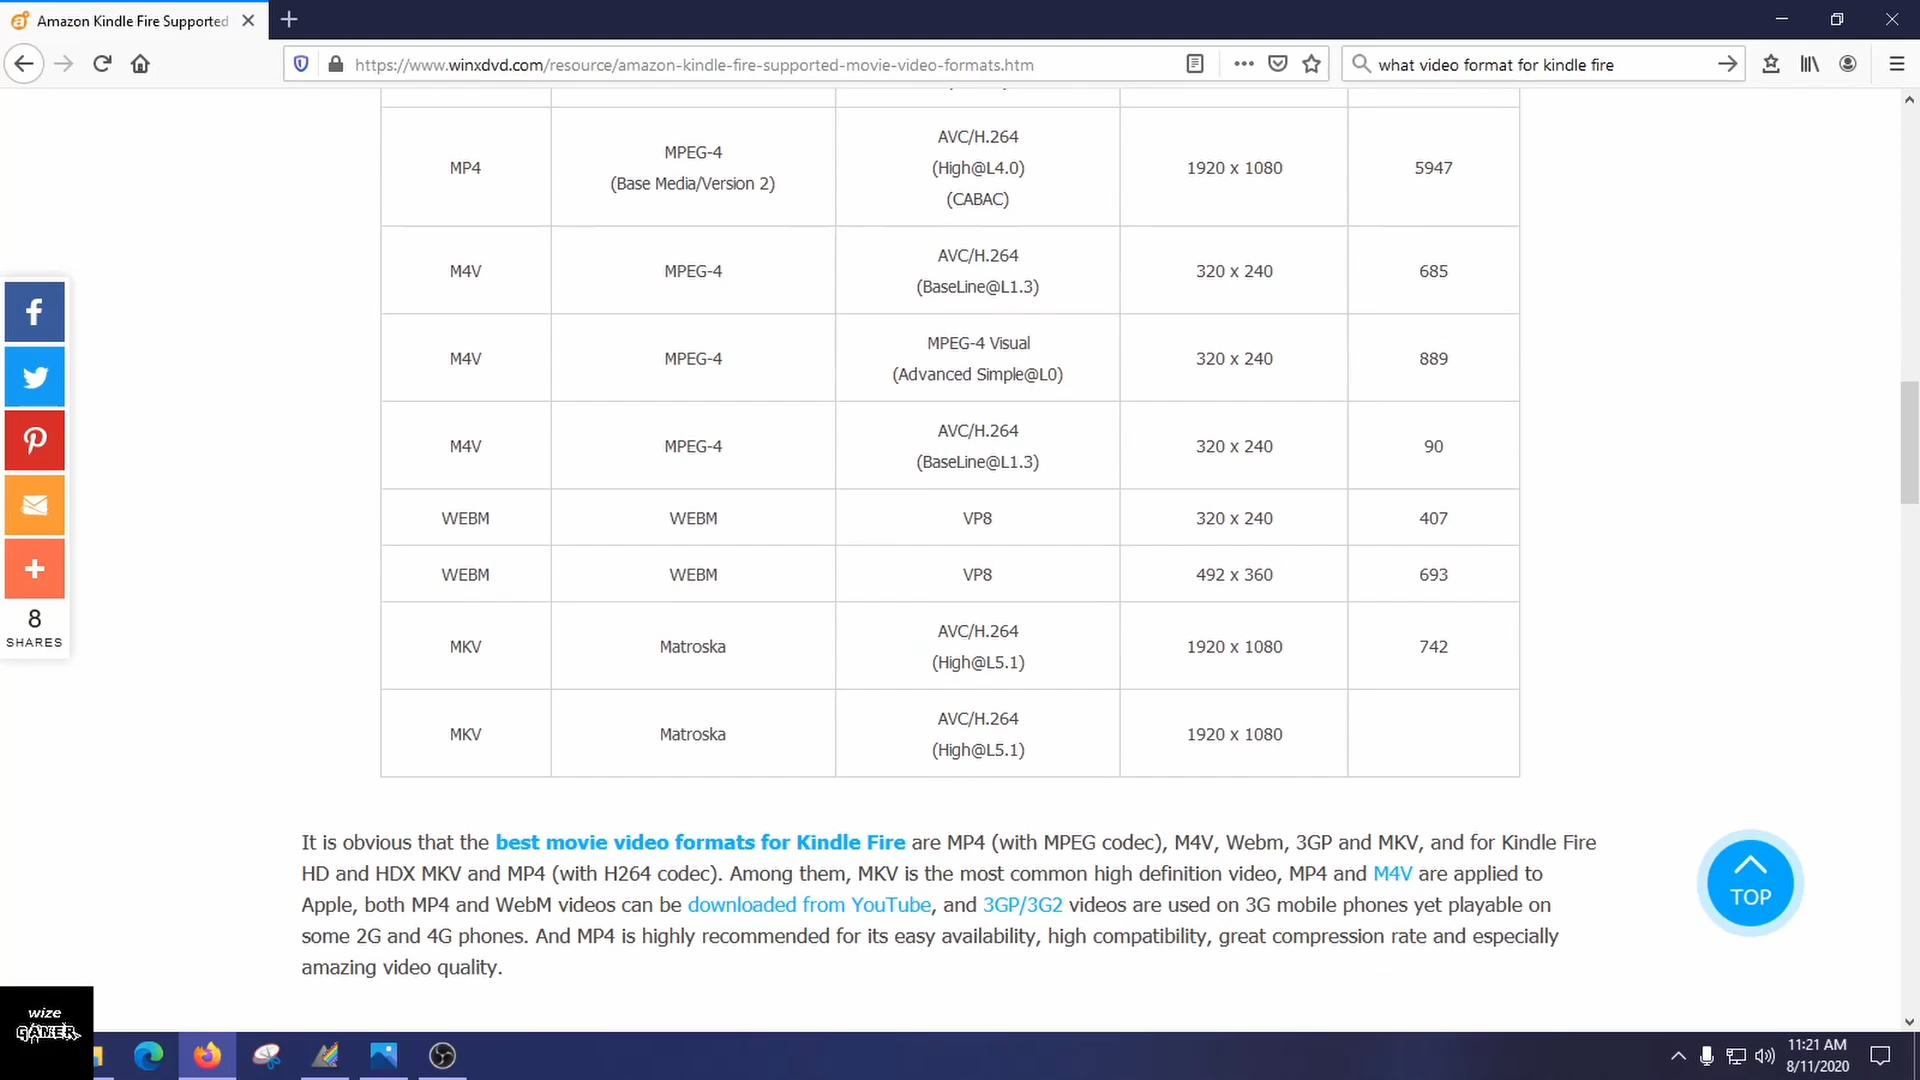 Amazon Kindle Fire Supported
https://www.winxdvd.com/resource/amazon-kindle-fire-supported-movie-video-formats.htm
what video format for kindle fire
MP4
MPEG-4
(Base Media/Version 2)
AVC/H.264
(High@L4.0)
(CABAC)
1920 x 1080
5947
M4V
MPEG-4
AVC/H.264
(BaseLine@L1.3)
320 x 240
685
M4V
MPEG-4
MPEG-4 Visual
(Advanced Simple@L0)
320 x 240
889
M4V
MPEG-4
AVC/H.264
(BaseLine@L1.3)
320 x 240
90
WEBM
WEBM
VP8
320 x 240
407
WEBM
WEBM
VP8
492 x 360
693
MKV
Matroska
AVC/H.264
(High@L5.1)
1920 x 1080
742
MKV
Matroska
AVC/H.264
(High@L5.1)
1920 x 1080
8
SHARES
It is obvious that the best movie video formats for Kindle Fire are MP4 (with MPEG codec), M4V, Webm, 3GP and MKV, and for Kindle Fire
HD and HDX MKV and MP4 (with H264 codec). Among them, MKV is the most common high definition video, MP4 and M4V are applied to
Apple, both MP4 and WebM videos can be downloaded from YouTube, and 3GP/3G2 videos are used on 3G mobile phones yet playable on
some 2G and 4G phones. And MP4 is highly recommended for its easy availability, high compatibility, great compression rate and especially
amazing video quality.
TOP
wize
GAMER
11:21 AM
8/11/2020